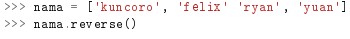 >>> nama = ['kuncoro', 'felix' 'ryan', 'yuan']
>>> nama.reverse()